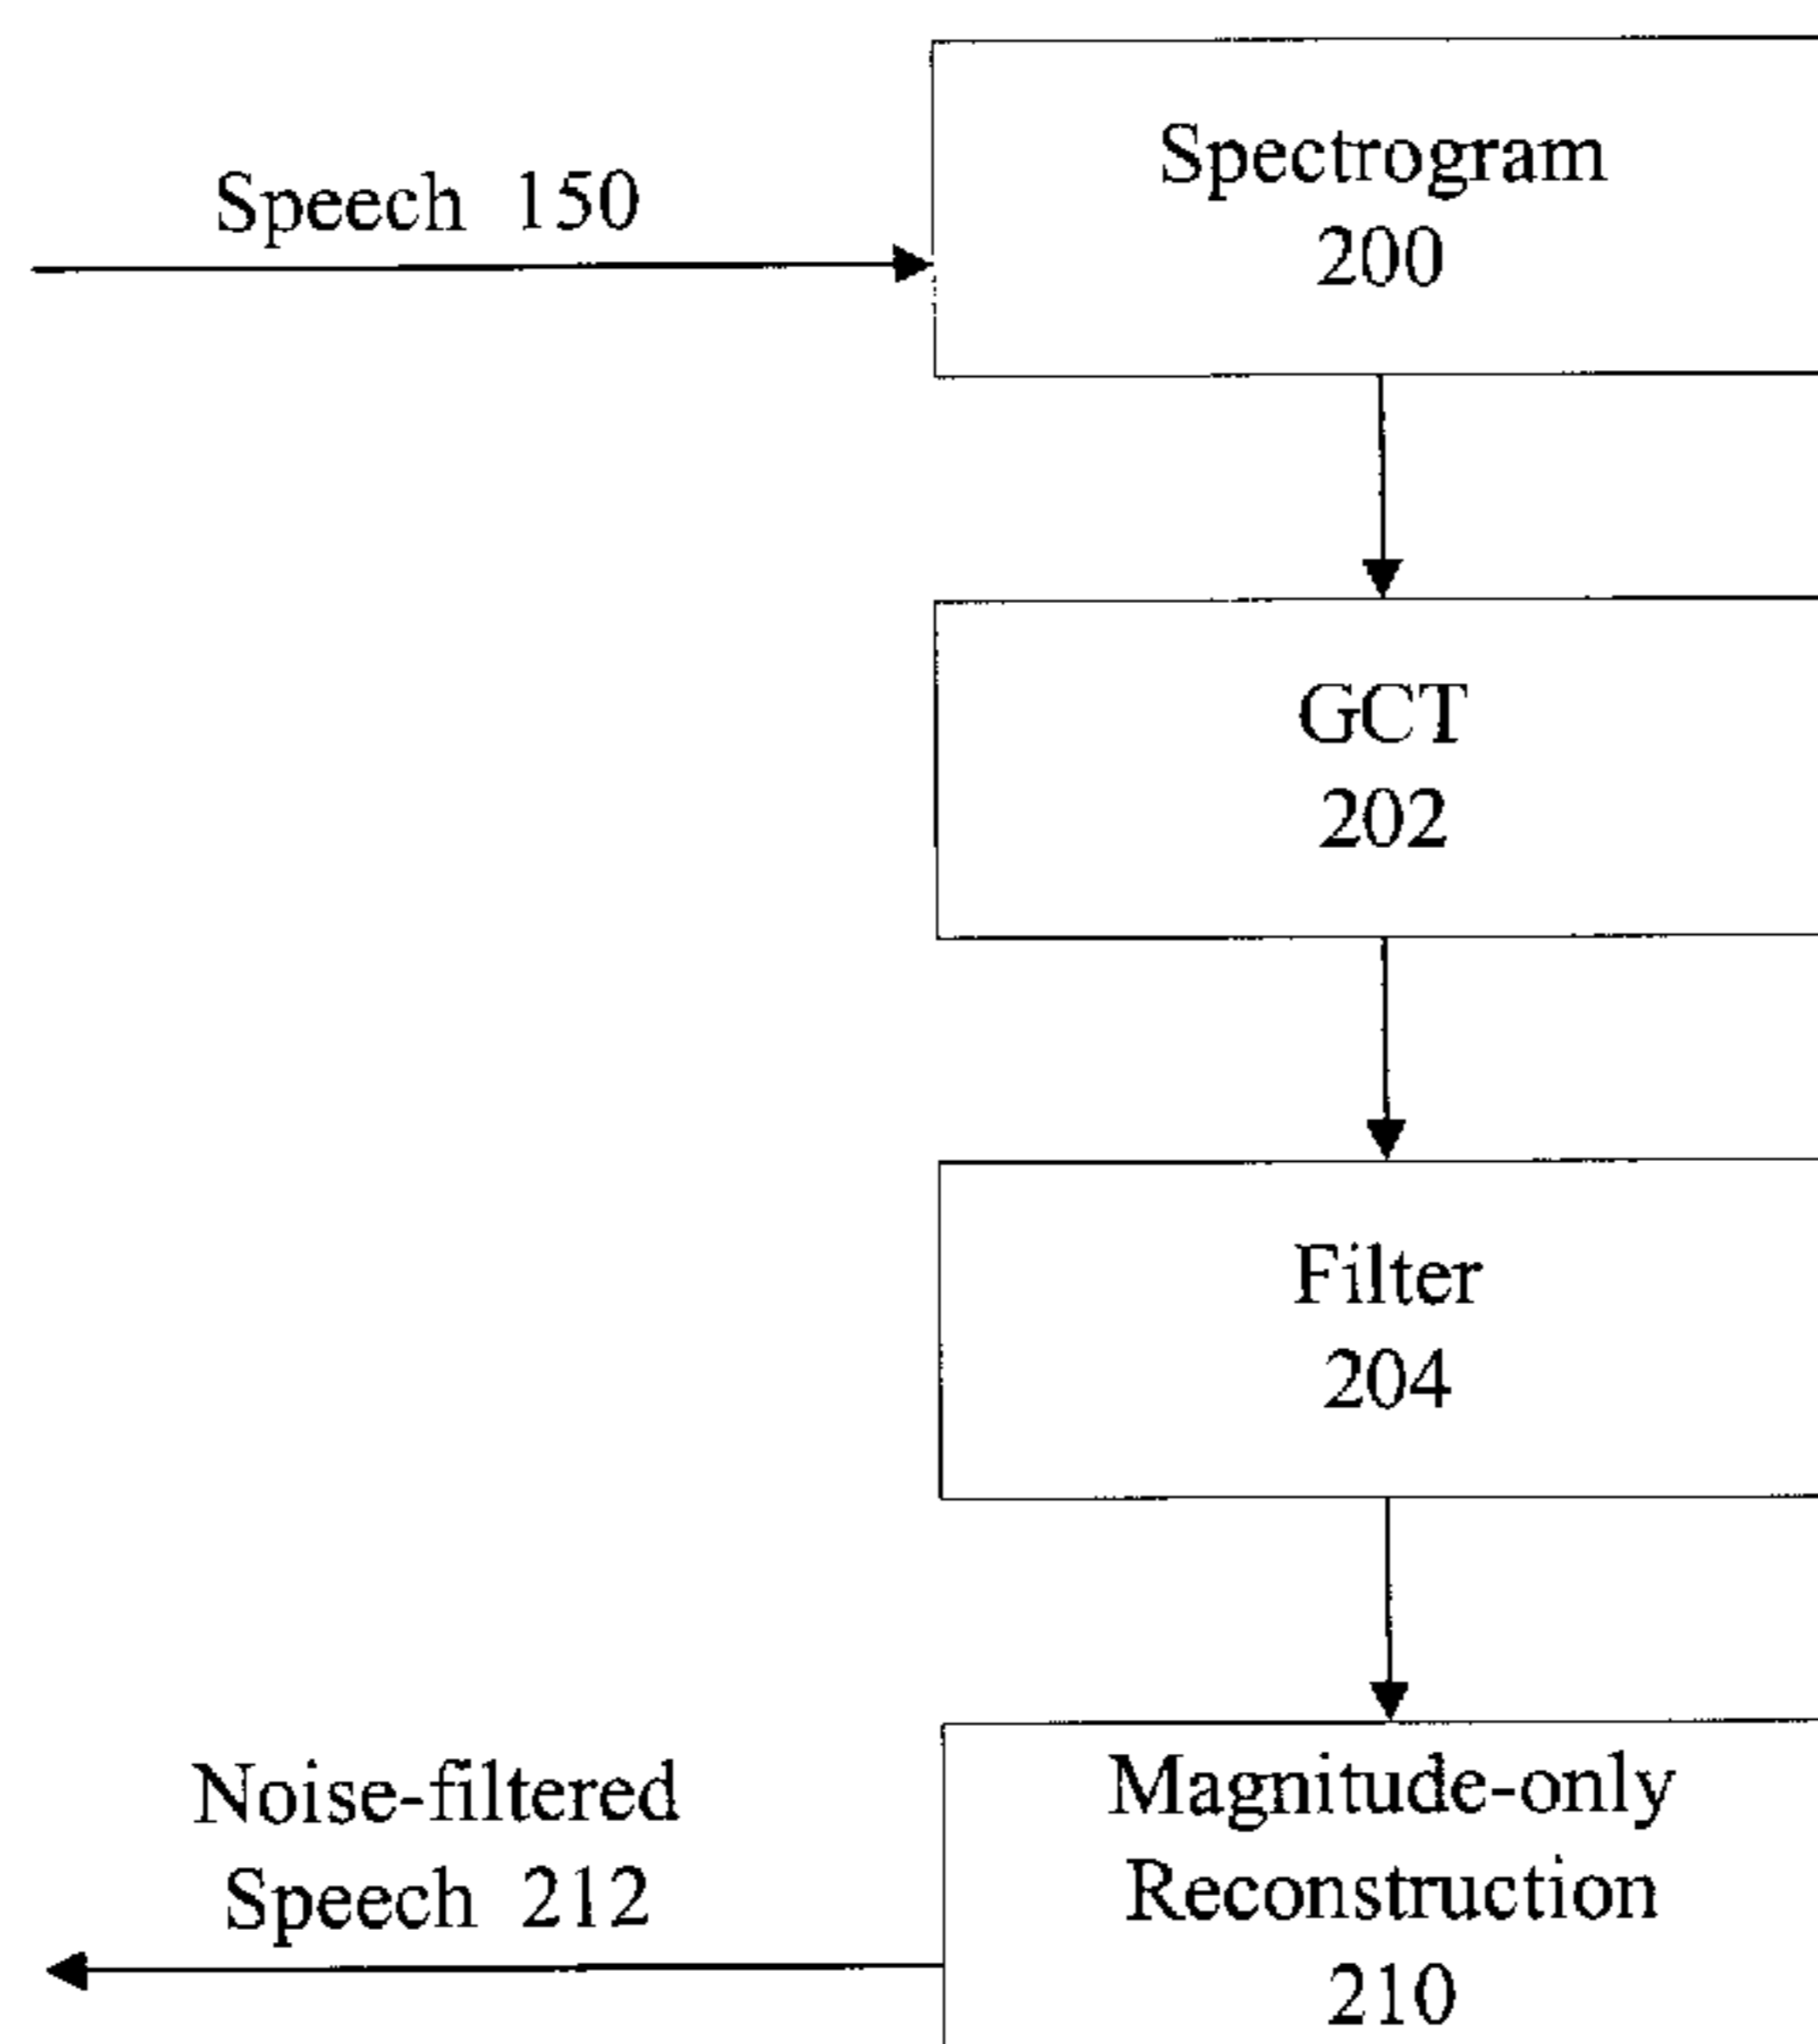 Speech 150
Spectrogram
200
GCT
202
Filter
204
Noise-filtered
Speech 212
Magnitude-only
Reconstruction
210